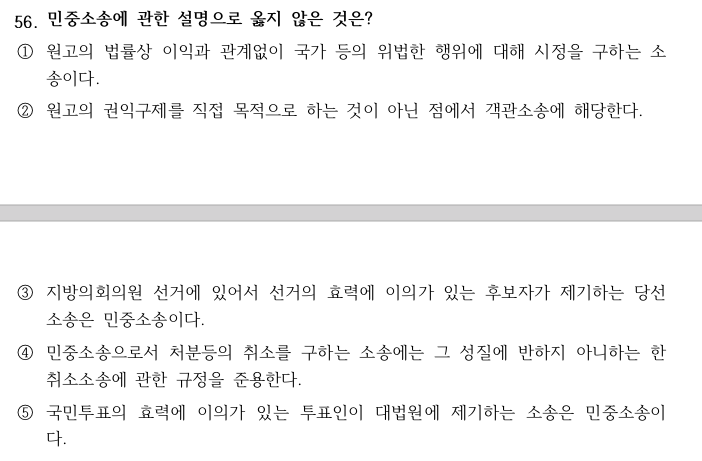 56. 민중소송에 관한 설명으로 옳지 않은 것은?
① 원고의 법률상 이익과 관계없이 국가 등의 위법한 행위에 대해 시정을 구하는 소
송이다.
② 원고의 권익구제를 직접 목적으로 하는 것이 아닌 점에서 객관소송에 해당한다.
③ 지방의회의원 선거에 있어서 선거의 효력에 이의가 있는 후보자가 제기하는 당선
소송은 민중소송이다.
④ 민중소송으로서 처분등의 취소를 구하는 소송에는 그 성질에 반하지 아니하는 한
취소소송에 관한 규정을 준용한다.
⑤ 국민투표의 효력에 이의가 있는 투표인이 대법원에 제기하는 소송은 민중소송이
다.